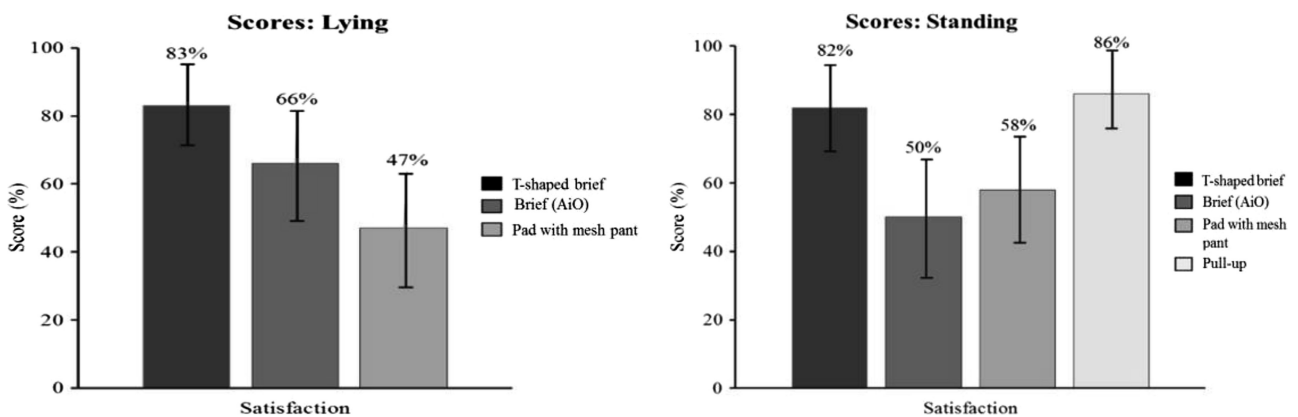 Scores: Lying
100
80
60
40
20
0
Score (%)
83%
66%
47%
Satisfaction
T-shaped brief
Brief (AiO)
Pad with mesh pant
Scores: Standing
100
80
60
40
20
0
Score (%)
82%
50%
58%
86%
Satisfaction
T-shaped brief
Brief (AiO)
Pad with mesh
pant
Pull-up